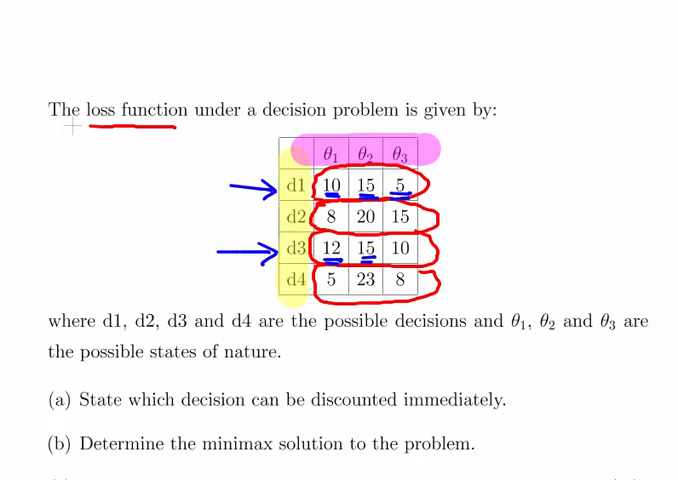 The loss function under a decision problem is given by:
θ1 θ2 θ3
d1 10 15 5
d2 8 20 15
d3 12 15 10
d4 5 23 8
where d1, d2, d3 and d4 are the possible decisions and θ1, θ2 and θ3 are
the possible states of nature.
(a) State which decision can be discounted immediately.
(b) Determine the minimax solution to the problem.